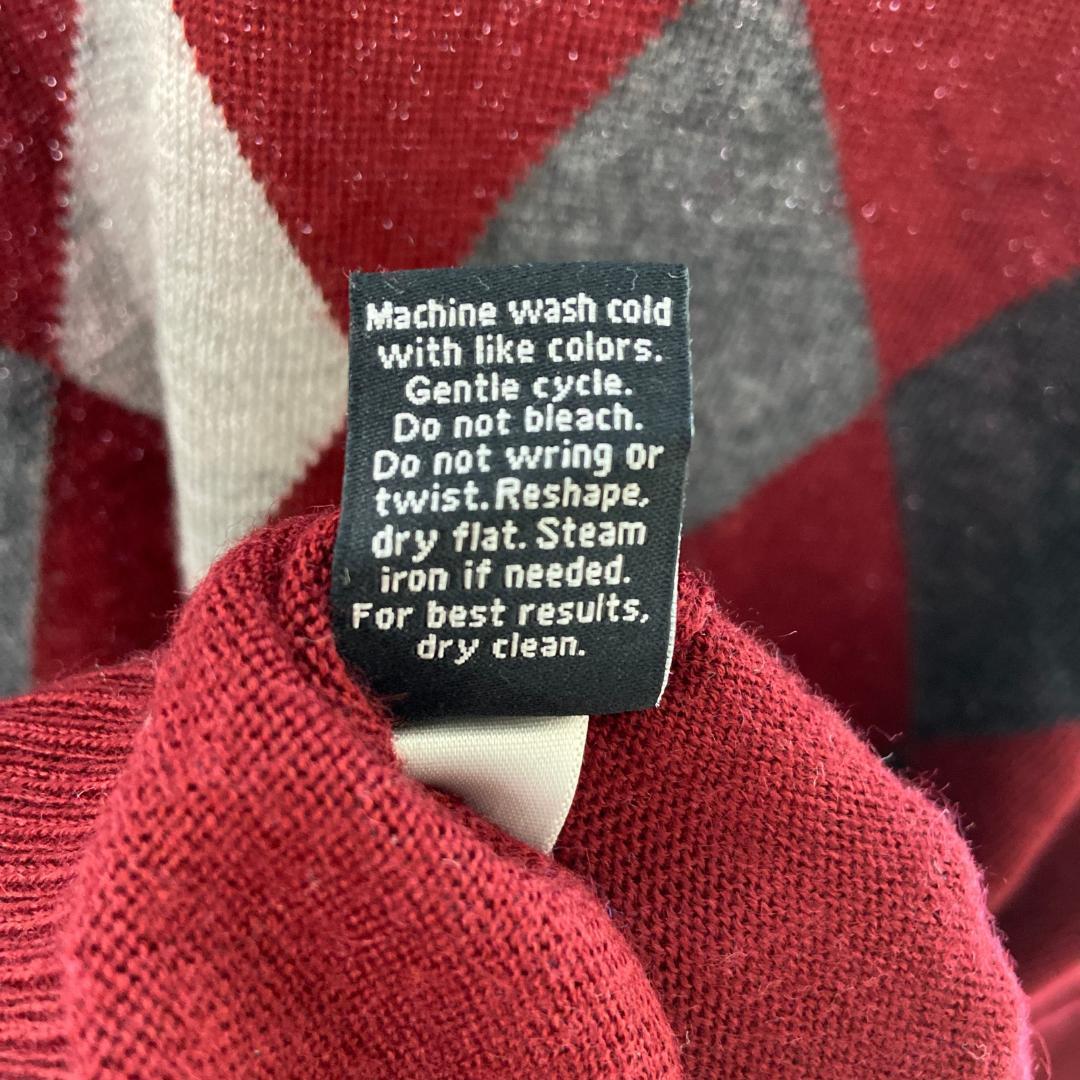 Machine wash cold
with like colors.
Gentle cycle.
Do not bleach.
Do not wring or
twist. Reshape,
dry flat. Steam
iron if needed.
For best results,
dry clean.